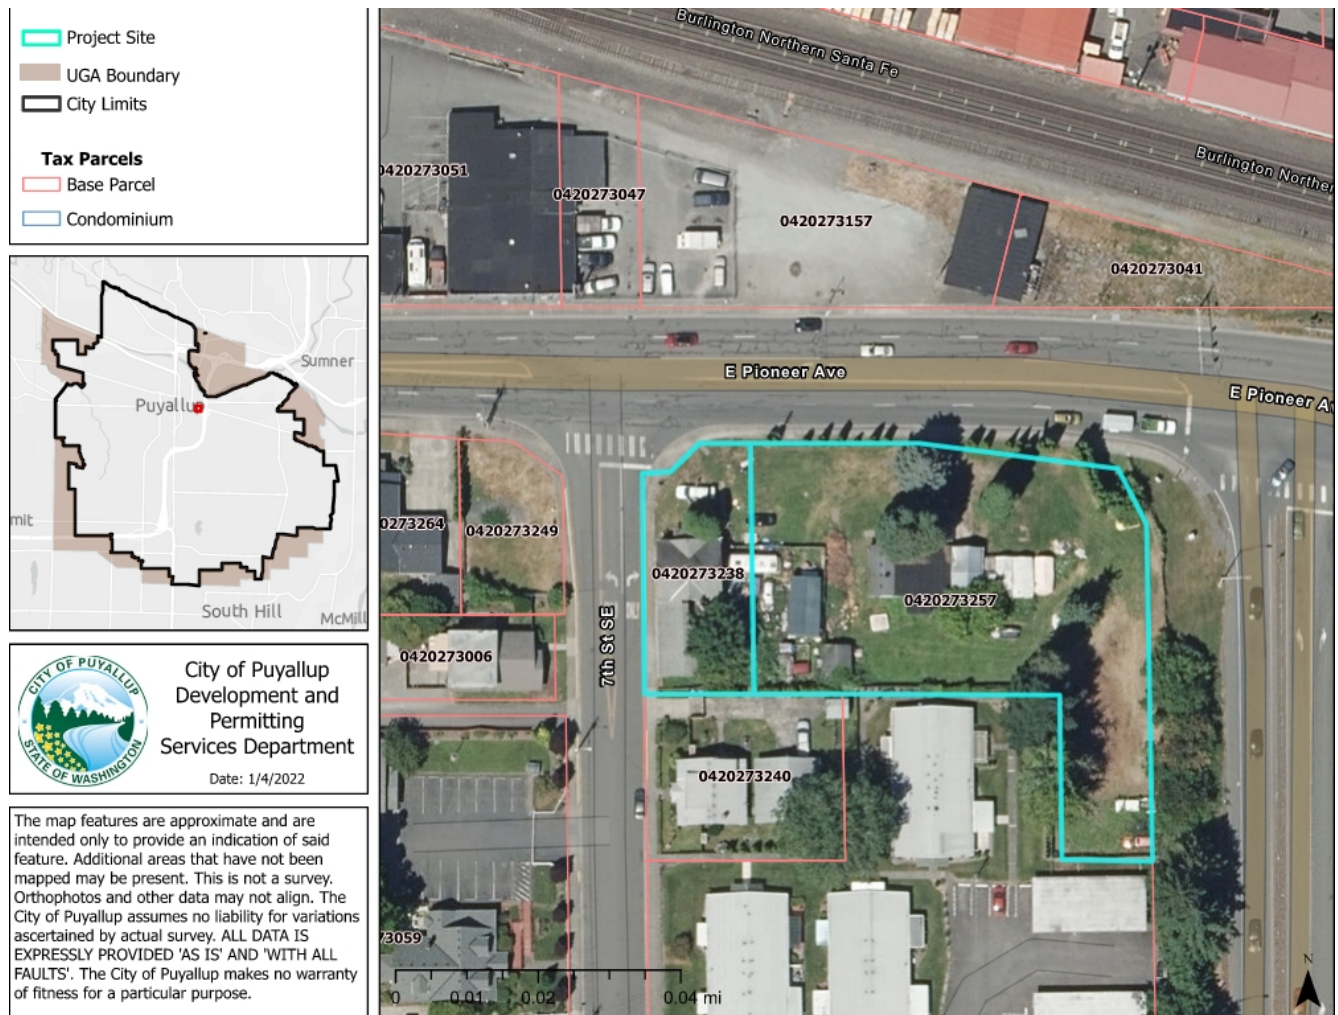 Project Site
UGA Boundary
City Limits
Tax Parcels
Base Parcel
Condominium
Sumner
Puyallup
mit
South Hill
McMill
CITY OF PUYALLUP
STATE OF WASHINGTON
City of Puyallup
Development and
Permitting
Services Department
Date: 1/4/2022
The map features are approximate and are
intended only to provide an indication of said
feature. Additional areas that have not been
mapped may be present. This is not a survey.
Orthophotos and other data may not align. The
City of Puyallup assumes no liability for variations
ascertained by actual survey. ALL DATA IS
EXPRESSLY PROVIDED 'AS IS' AND 'WITH ALL
FAULTS'. The City of Puyallup makes no warranty
of fitness for a particular purpose.
Burlington Northern Santa Fe
Burlington Norther
0420273051
0420273047
0420273157
0420273041
E Pioneer Ave
E Pioneer A
0273264
0420273249
0420273238
0420273257
0420273006
7th St SE
0420273240
73059
0 0.01 0.02 0.04 mi
N